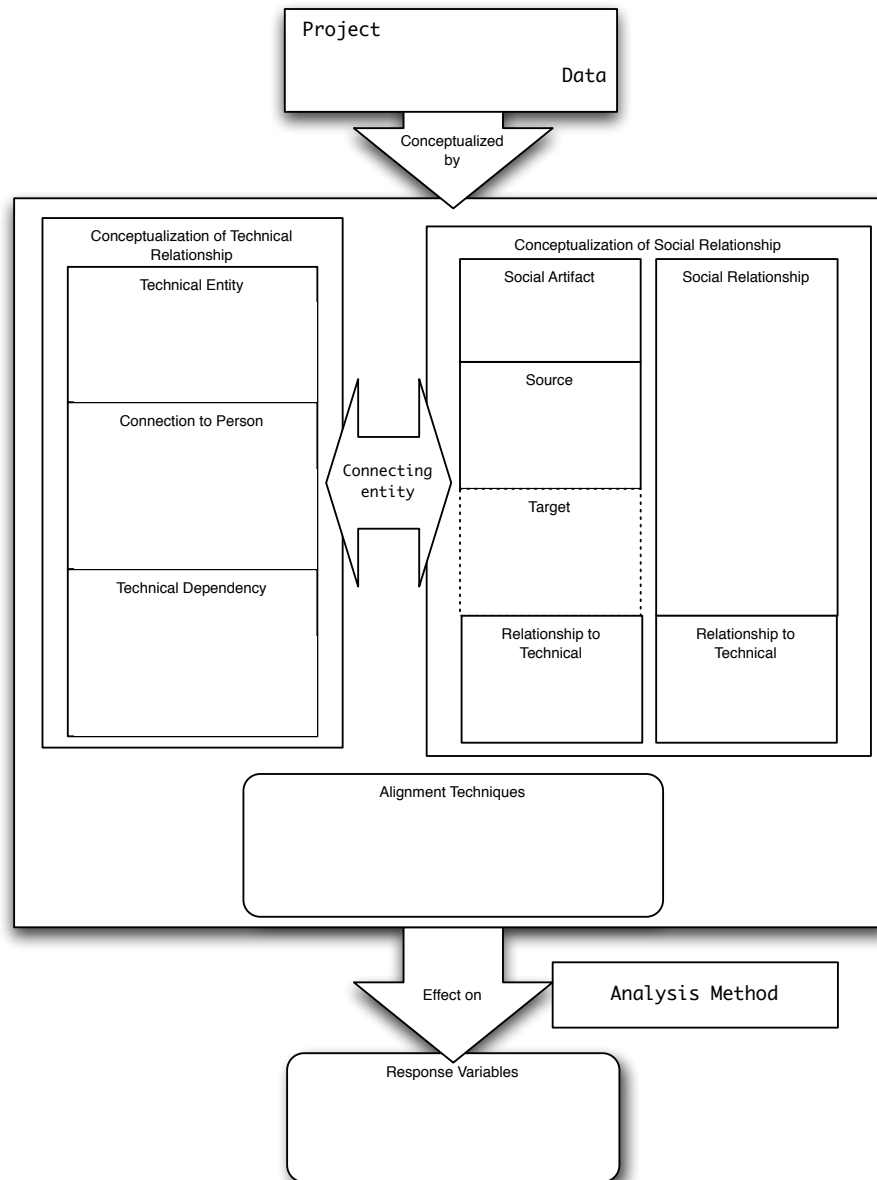 Project
Data
Conceptualized
by
Conceptualization of Technical
Relationship
Technical Entity
Connection to Person
Technical Dependency
Connecting
entity
Conceptualization of Social Relationship
Social Artifact
Source
Target
Relationship to
Technical
Social Relationship
Relationship to
Technical
Alignment Techniques
Effect on
Analysis Method
Response Variables